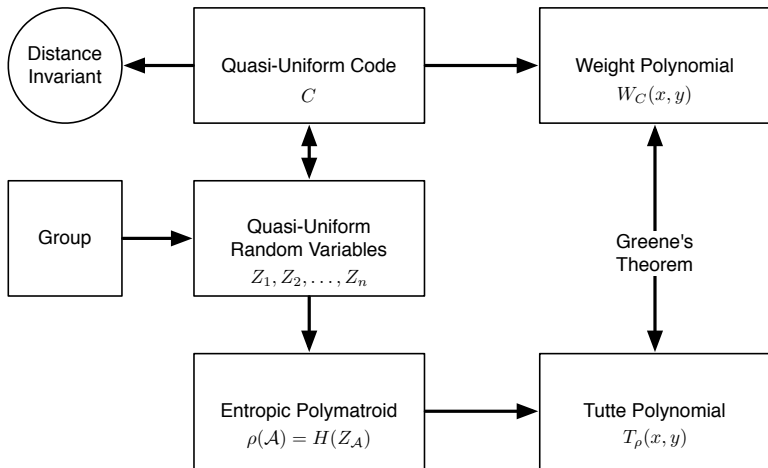 Distance
Invariant
Quasi-Uniform Code
C
Weight Polynomial
W_C(x, y)
Group
Quasi-Uniform
Random Variables
Z_1, Z_2, . . . , Z_n
Greene's
Theorem
Entropic Polymatroid
ρ(𝒜) = H(Z_𝒜)
Tutte Polynomial
T_ρ(x, y)